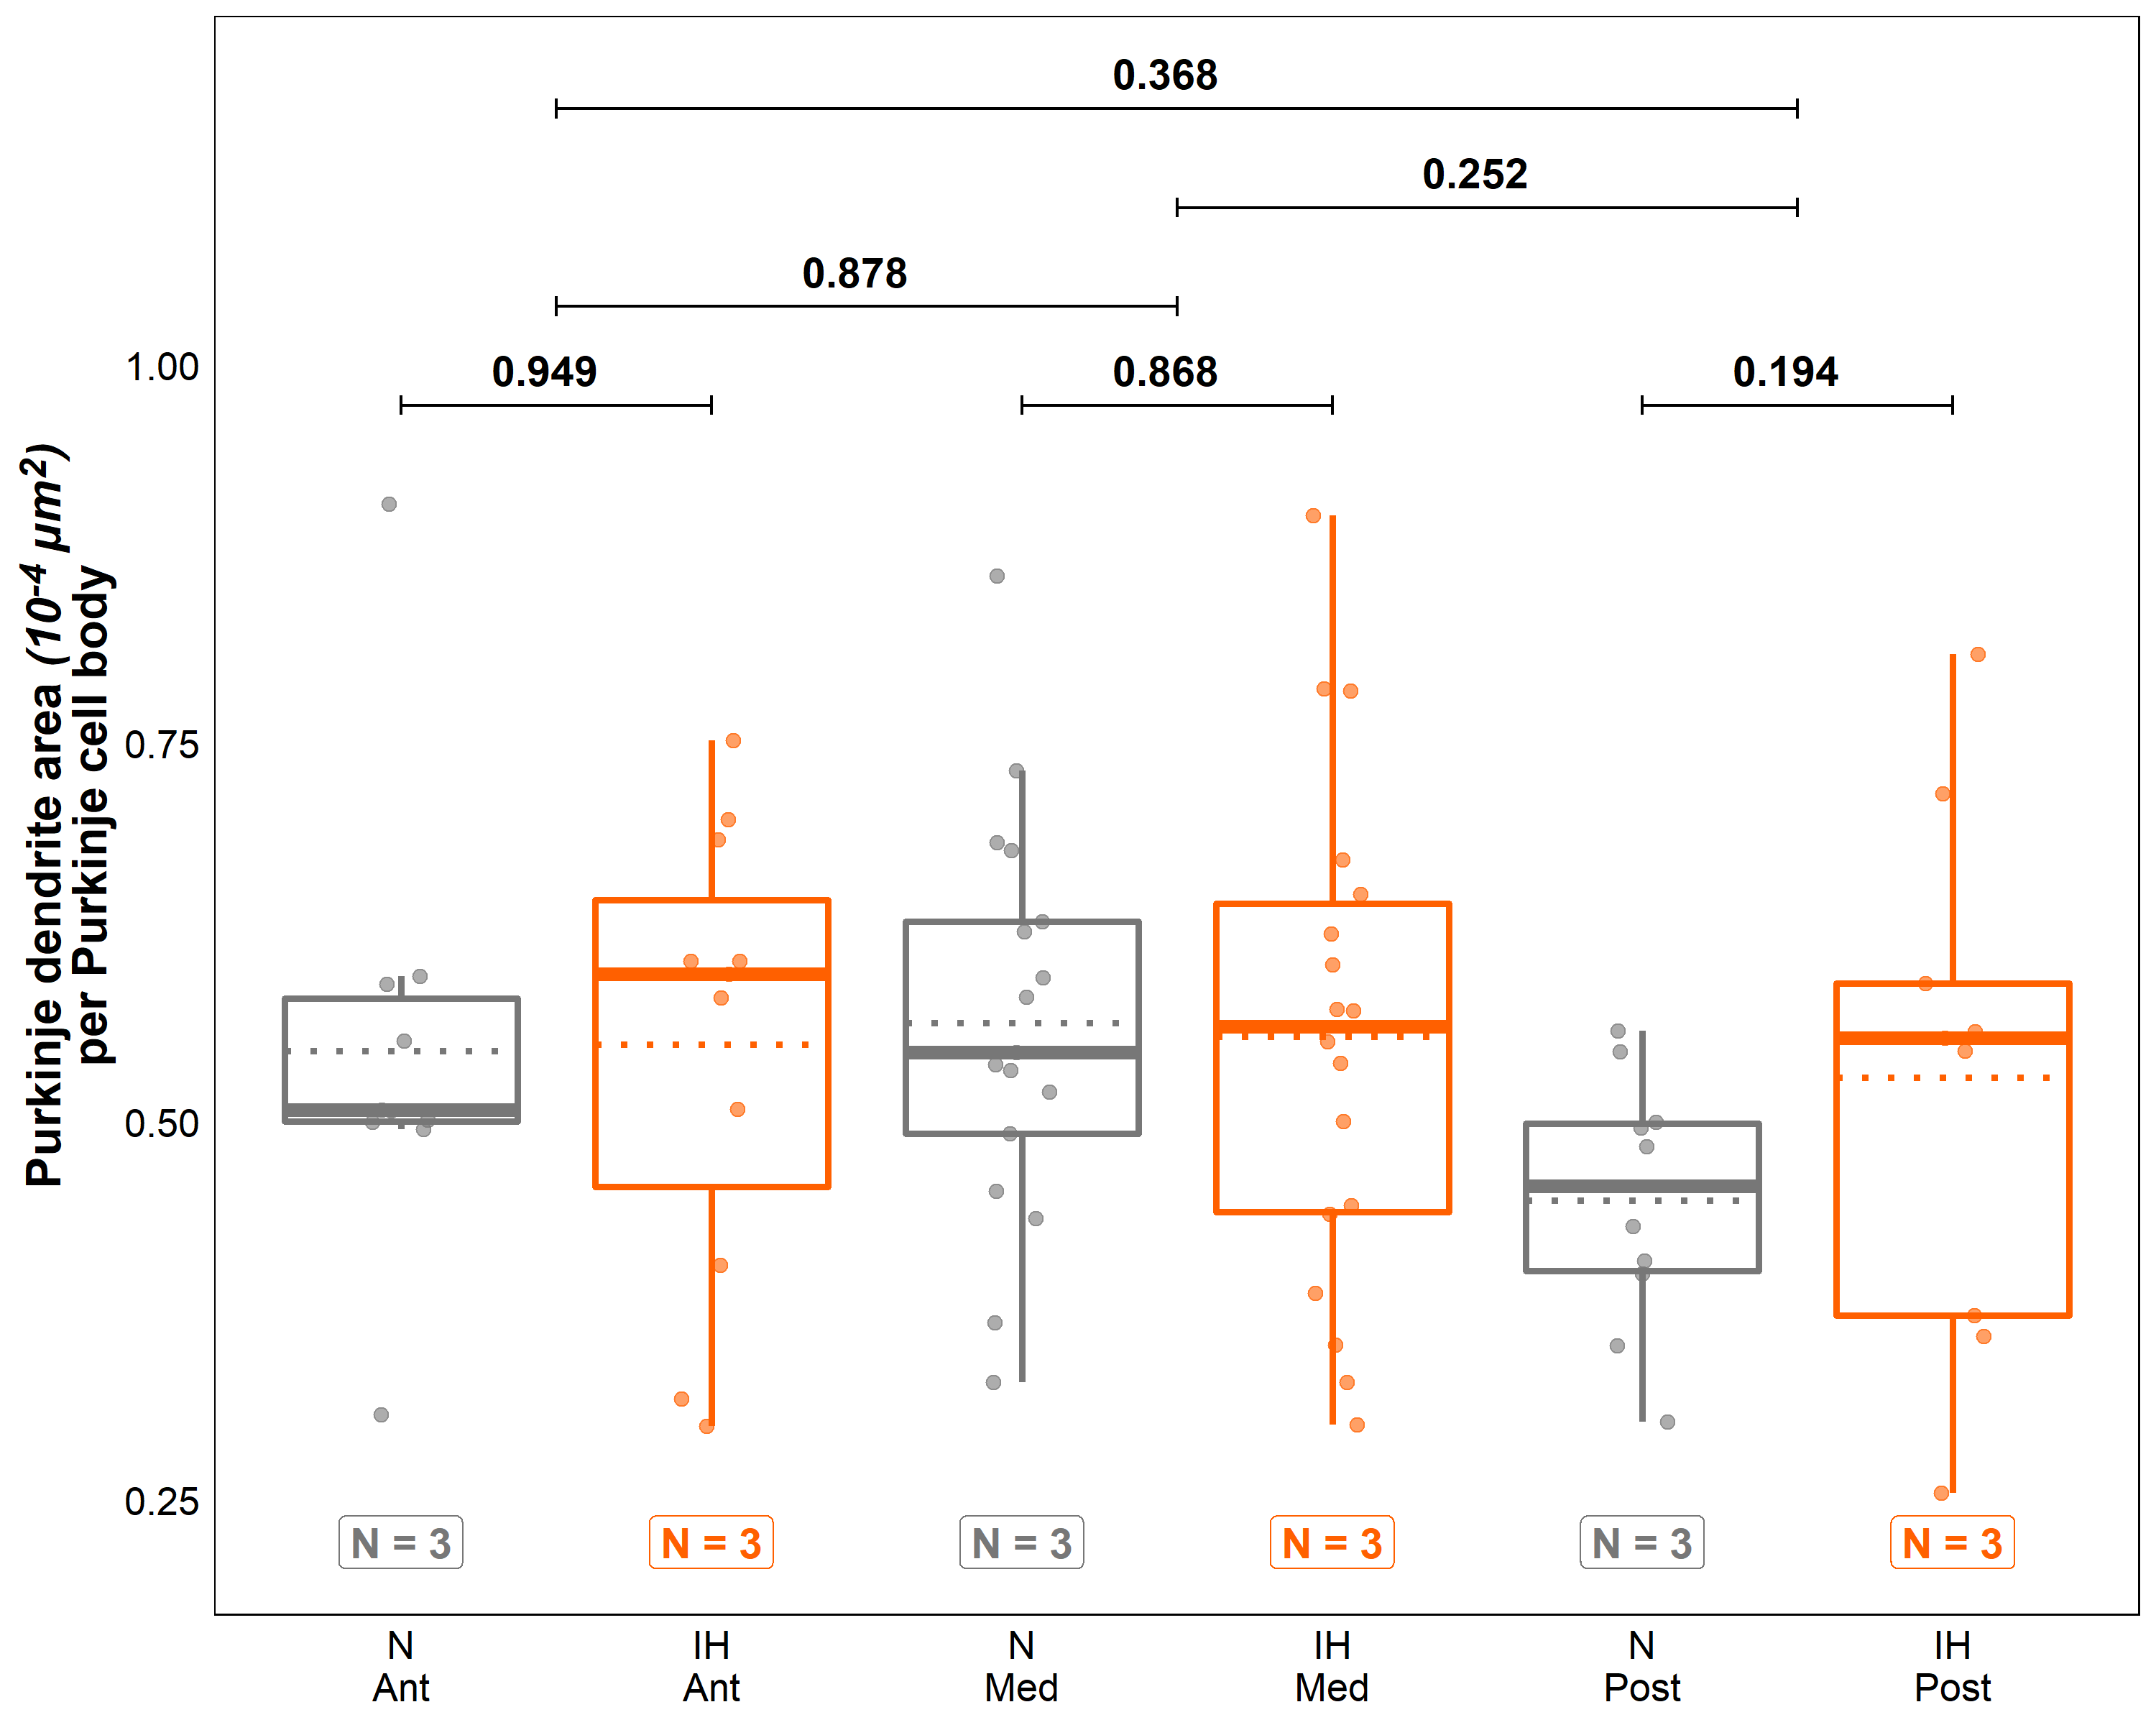 0.368
0.252
0.878
0.949 0.868 0.194
1.00
0.75
0.50
0.25
Purkinje dendrite area (10⁻⁴ µm²)
per Purkinje cell body
N = 3 N = 3 N = 3 N = 3 N = 3 N = 3
N IH N IH N IH
Ant Ant Med Med Post Post